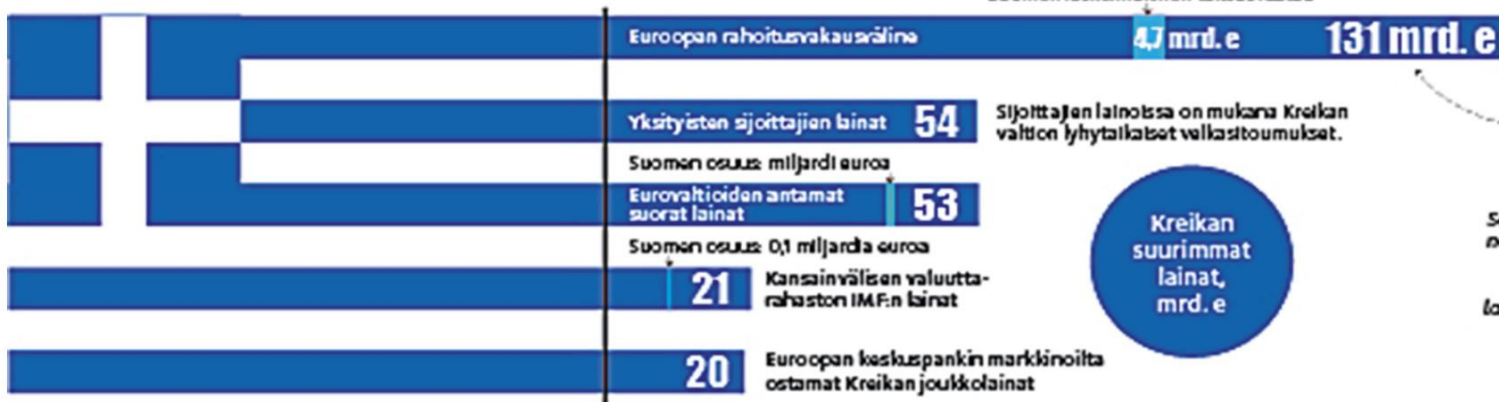 Euroopan rahoitusvakausväline
4,7 mrd. e
131 mrd. e
Yksityisten sijoittajien lainat 54
Sijoittajien lainoissa on mukana Kreikan
valtion lyhytaikaiset velkasitoumukset.
Suomen osuus: miljardi euroa
Eurovaltioiden antamat
suorat lainat
53
Suomen osuus: 0,1 miljardia euroa
21
Kansainvälisen valuutta-
rahaston IMF:n lainat
20
Euroopan keskuspankin markkinoilta
ostamat Kreikan joukkolainat
Kreikan
suurimmat
lainat,
mrd. e